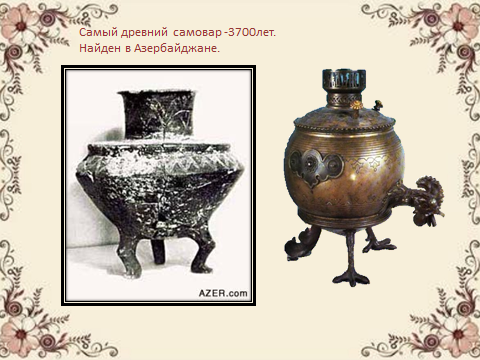 Самый древний самовар -3700лет.
Найден в Азербайджане.
AZER.com